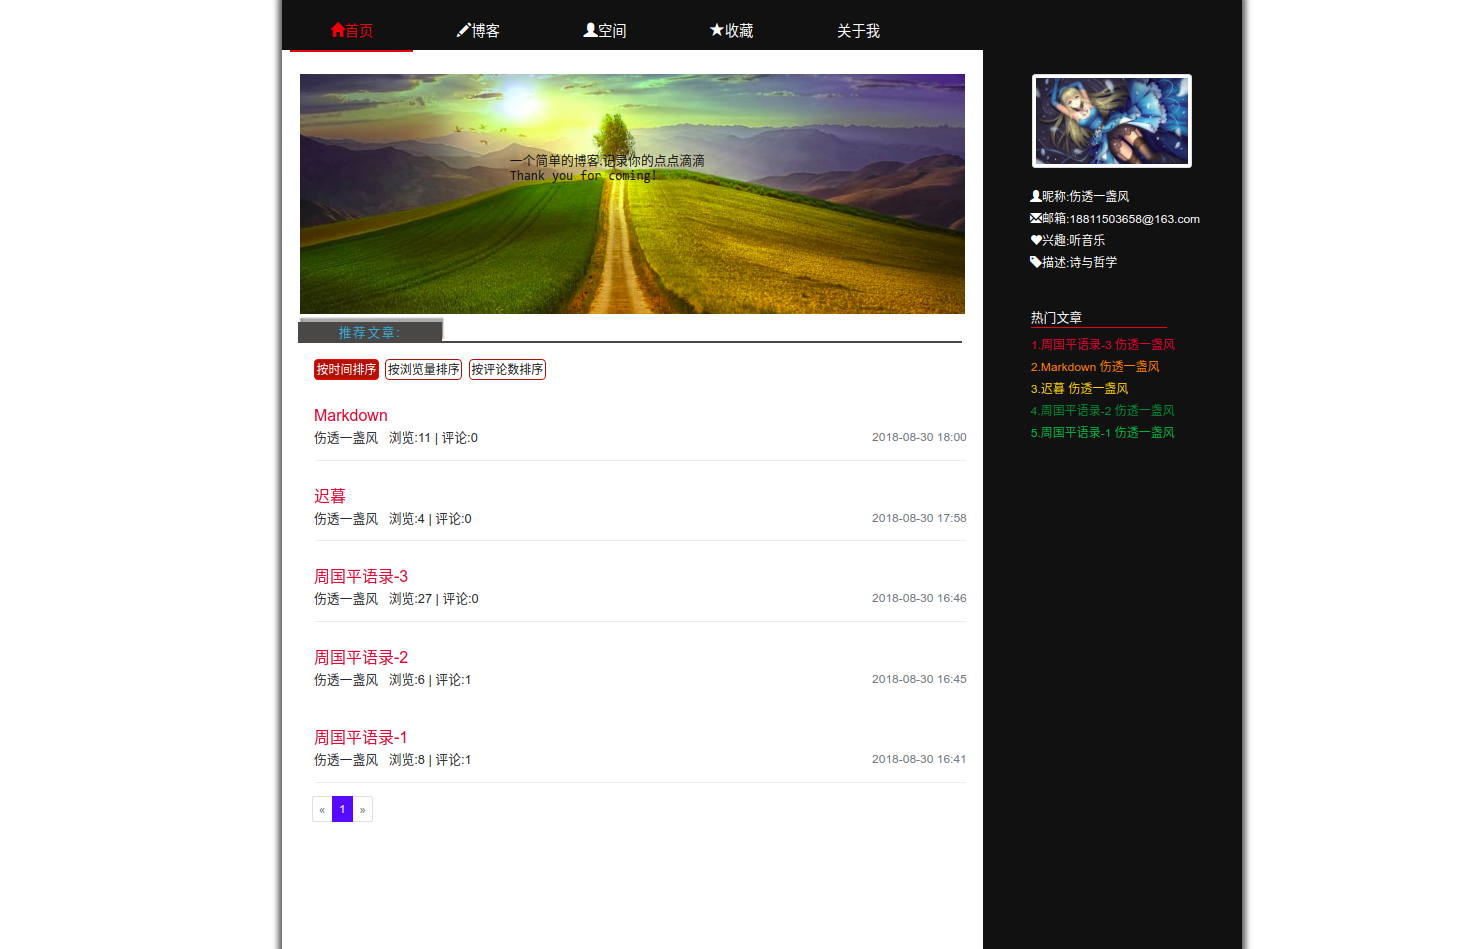 首页 博客 空间 收藏 关于我
一个简单的博客,记录你的点点滴滴
Thank you for coming!
推荐文章:
按时间排序 按浏览量排序 按评论数排序
Markdown
伤透一盏风 浏览:11 | 评论:0 2018-08-30 18:00
迟暮
伤透一盏风 浏览:4 | 评论:0 2018-08-30 17:58
周国平语录-3
伤透一盏风 浏览:27 | 评论:0 2018-08-30 16:46
周国平语录-2
伤透一盏风 浏览:6 | 评论:1 2018-08-30 16:45
周国平语录-1
伤透一盏风 浏览:8 | 评论:1 2018-08-30 16:41
« 1 »
昵称:伤透一盏风
邮箱:18811503658@163.com
兴趣:听音乐
描述:诗与哲学
热门文章
1.周国平语录-3 伤透一盏风
2.Markdown 伤透一盏风
3.迟暮 伤透一盏风
4.周国平语录-2 伤透一盏风
5.周国平语录-1 伤透一盏风